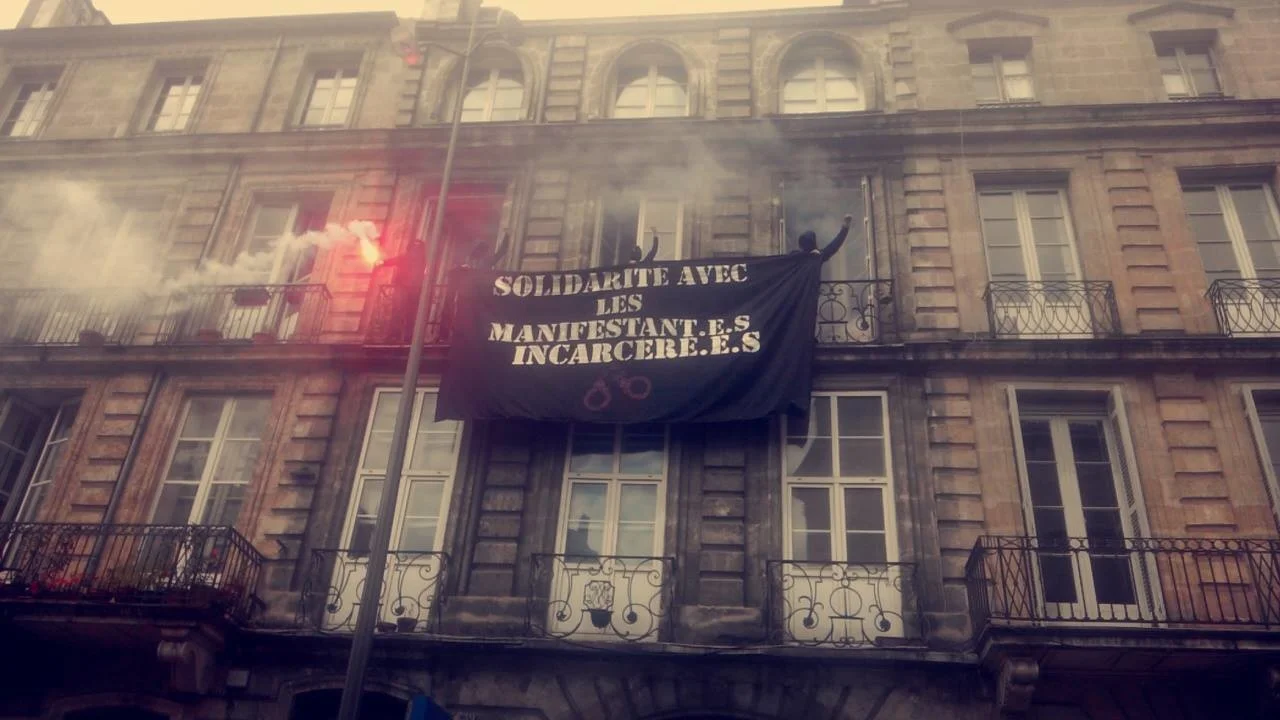 SOLIDARITE AVEC
LES
MANIFESTANT.E.S
INCARCERE.E.S